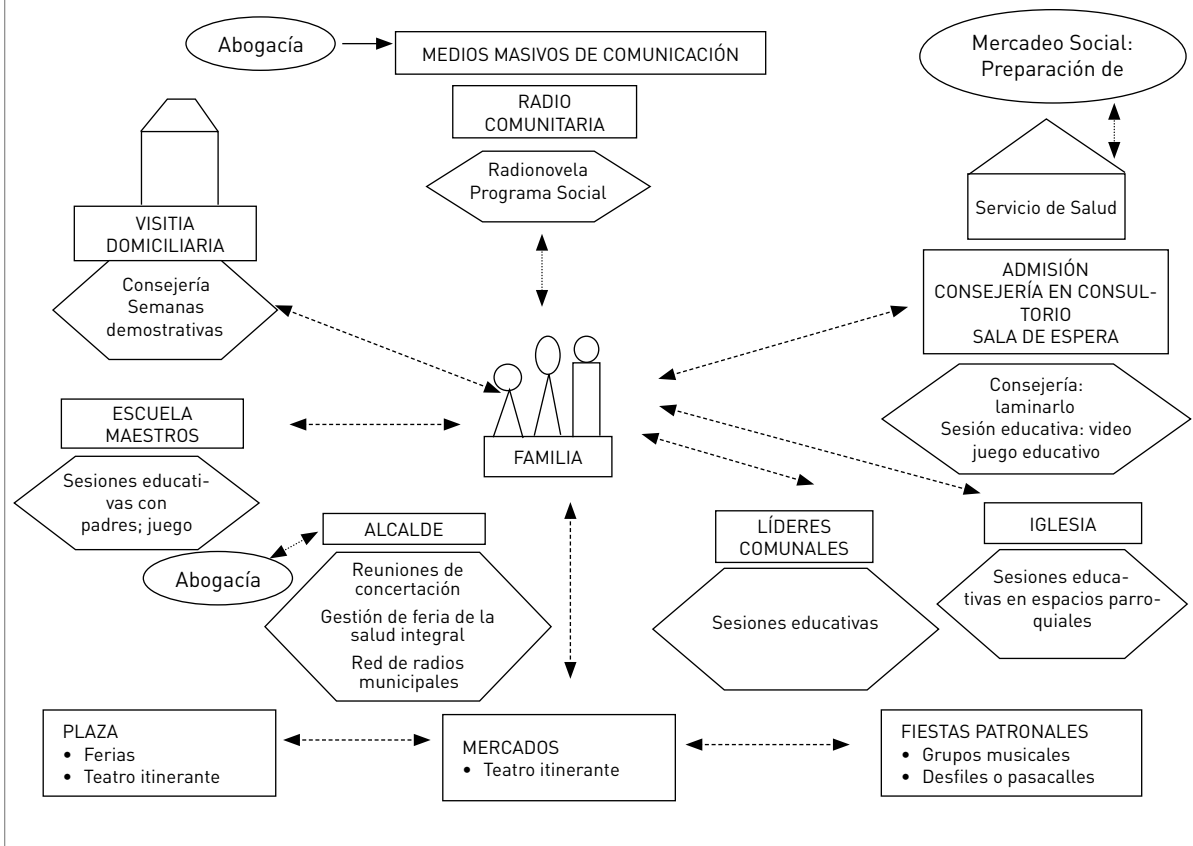 Abogacía
MEDIOS MASIVOS DE COMUNICACIÓN
Mercadeo Social:
Preparación de
RADIO
COMUNITARIA
Radionovela
Programa Social
Servicio de Salud
VISITIA
DOMICILIARIA
Consejería
Semanas
demostrativas
ADMISIÓN
CONSEJERÍA EN CONSUL-
TORIO
SALA DE ESPERA
Consejería:
laminarlo
Sesión educativa: video
juego educativo
ESCUELA
MAESTROS
Sesiones educati-
vas con
padres; juego
FAMILIA
Abogacía
ALCALDE
Reuniones de
concertación
Gestión de feria de la
salud integral
Red de radios
municipales
LÍDERES
COMUNALES
Sesiones educativas
IGLESIA
Sesiones educa-
tivas en espacios parro-
quiales
PLAZA
• Ferias
• Teatro itinerante
MERCADOS
• Teatro itinerante
FIESTAS PATRONALES
• Grupos musicales
• Desfiles o pasacalles